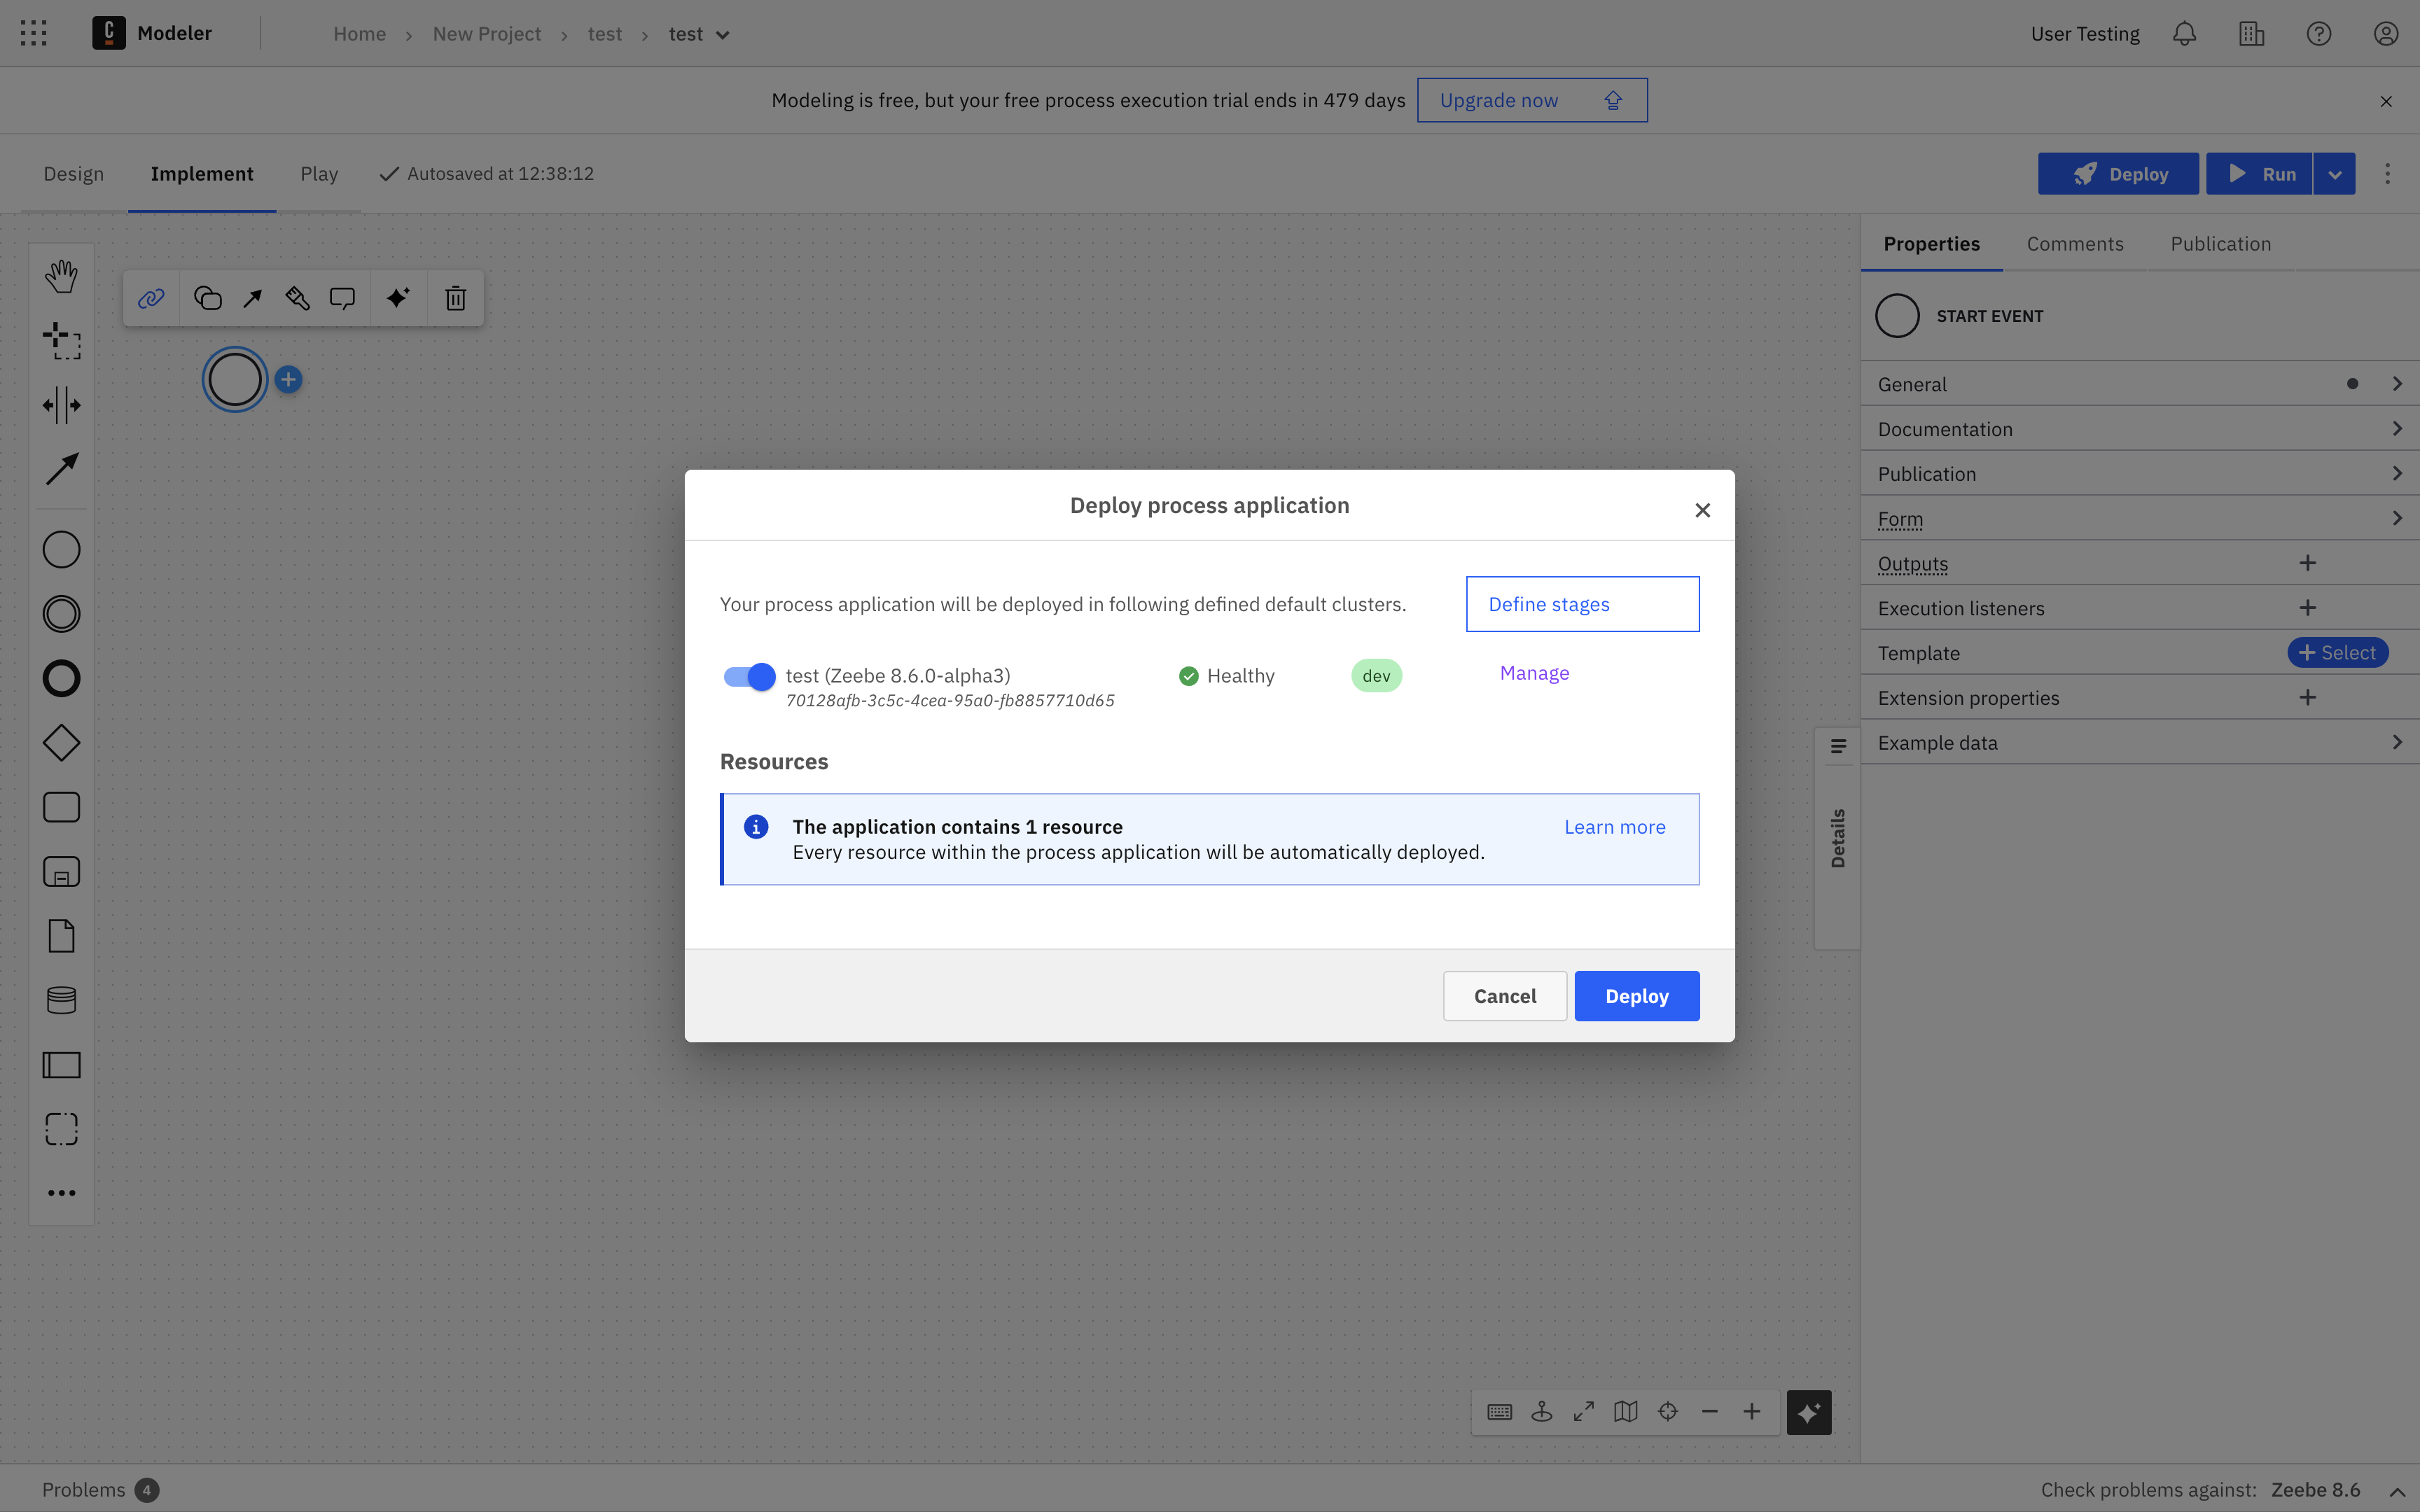 C Modeler Home › New Project › test › test User Testing
Modeling is free, but your free process execution trial ends in 479 days Upgrade now
Design Implement Play Autosaved at 12:38:12 Deploy Run
Properties Comments Publication
START EVENT
General
Documentation
Publication
Form
Outputs
Execution listeners
Template Select
Extension properties
Example data
Details
Deploy process application
Your process application will be deployed in following defined default clusters. Define stages
test (Zeebe 8.6.0-alpha3) Healthy dev Manage
70128afb-3c5c-4cea-95a0-fb8857710d65
Resources
The application contains 1 resource Learn more
Every resource within the process application will be automatically deployed.
Cancel Deploy
Problems 4 Check problems against: Zeebe 8.6